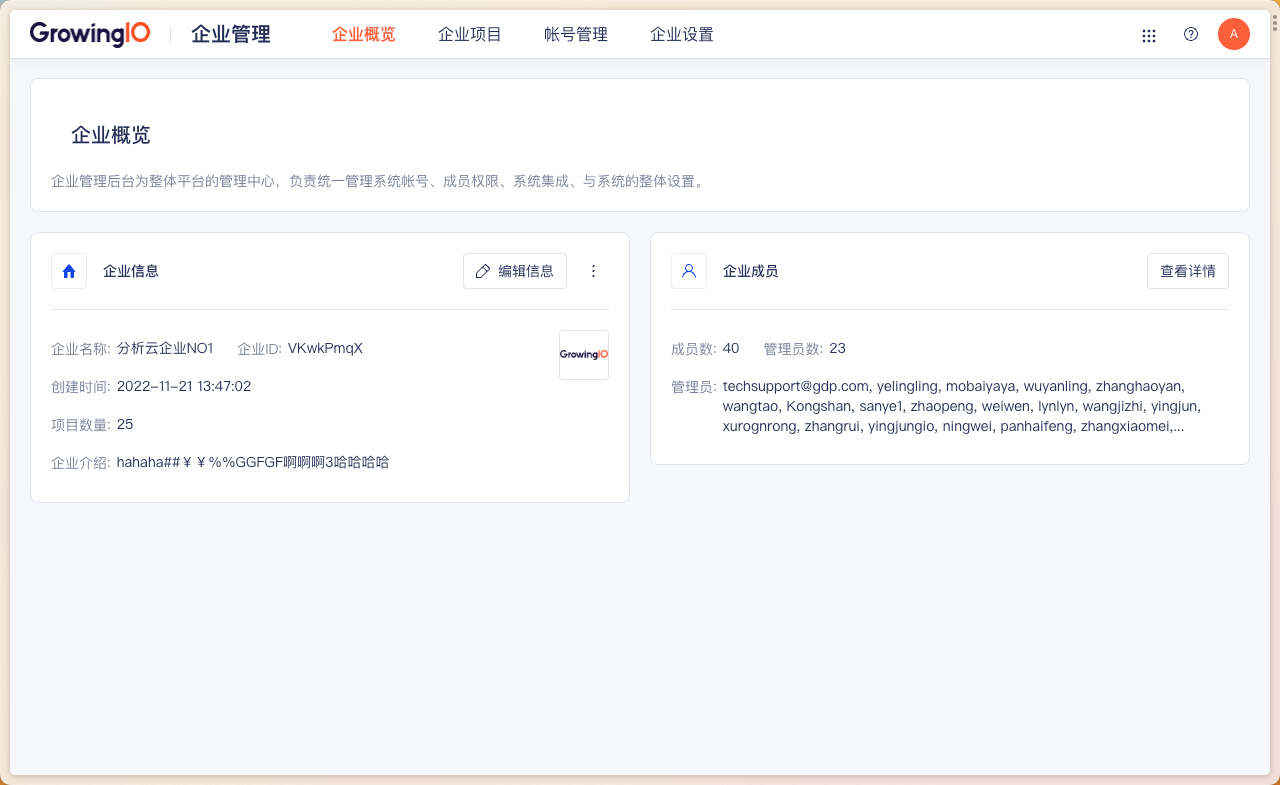 GrowingIO 企业管理 企业概览 企业项目 帐号管理 企业设置 A
企业概览
企业管理后台为整体平台的管理中心，负责统一管理系统帐号、成员权限、系统集成、与系统的整体设置。
企业信息 编辑信息
企业名称: 分析云企业NO1 企业ID: VKwkPmqX
GrowingIO
创建时间: 2022-11-21 13:47:02
项目数量: 25
企业介绍: hahaha##￥￥%%GGFGF啊啊啊3哈哈哈哈
企业成员 查看详情
成员数: 40 管理员数: 23
管理员: techsupport@gdp.com, yelingling, mobaiyaya, wuyanling, zhanghaoyan,
wangtao, Kongshan, sanye1, zhaopeng, weiwen, lynlyn, wangjizhi, yingjun,
xurognrong, zhangrui, yingjungio, ningwei, panhaifeng, zhangxiaomei,...